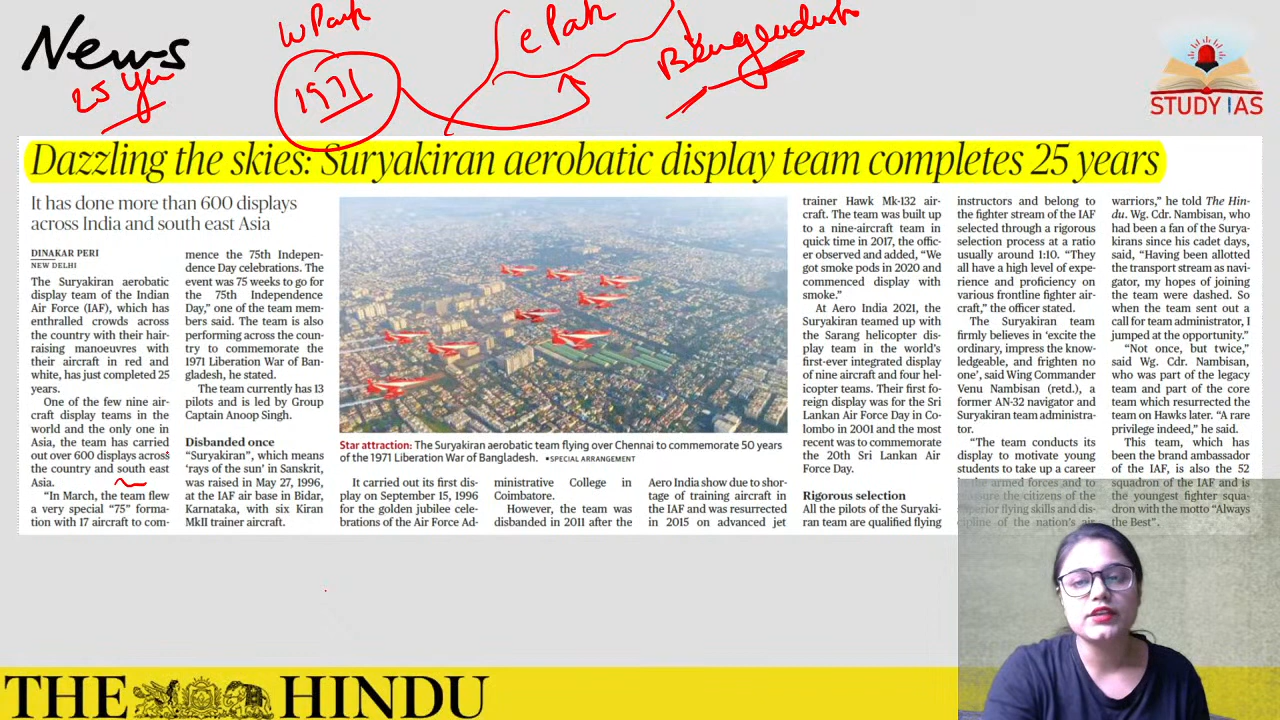 News
25 yr
W Pak
1971
e Pak
Bangladesh
STUDY IAS
Dazzling the skies: Suryakiran aerobatic display team completes 25 years
It has done more than 600 displays
across India and south east Asia
DINAKAR PERI
NEW DELHI
The Suryakiran aerobatic
display team of the Indian
Air Force (IAF), which has
enthralled crowds across
the country with their hair-
raising manoeuvres with
their aircraft in red and
white, has just completed 25
years.
One of the few nine air-
craft display teams in the
world and the only one in
Asia, the team has carried
out over 600 displays across
the country and south east
Asia.
"In March, the team flew
a very special "75" forma-
tion with 17 aircraft to com-
mence the 75th Indepen-
dence Day celebrations. The
event was 75 weeks to go for
the 75th Independence
Day," one of the team mem-
bers said. The team is also
performing across the coun-
try to commemorate the
1971 Liberation War of Ban-
gladesh, he stated.
The team currently has 13
pilots and is led by Group
Captain Anoop Singh.
Disbanded once
"Suryakiran", which means
'rays of the sun' in Sanskrit,
was raised in May 27, 1996,
at the IAF air base in Bidar,
Karnataka, with six Kiran
MkII trainer aircraft.
Star attraction: The Suryakiran aerobatic team flying over Chennai to commemorate 50 years
of the 1971 Liberation War of Bangladesh. ▪SPECIAL ARRANGEMENT
It carried out its first dis-
play on September 15, 1996
for the golden jubilee cele-
brations of the Air Force Ad-
ministrative College in
Coimbatore.
However, the team was
disbanded in 2011 after the
Aero India show due to shor-
tage of training aircraft in
the IAF and was resurrected
in 2015 on advanced jet
trainer Hawk Mk-132 air-
craft. The team was built up
to a nine-aircraft team in
quick time in 2017, the offic-
er observed and added, "We
got smoke pods in 2020 and
commenced display with
smoke."
At Aero India 2021, the
Suryakiran teamed up with
the Sarang helicopter dis-
play team in the world's
first-ever integrated display
of nine aircraft and four hel-
icopter teams. Their first fo-
reign display was for the Sri
Lankan Air Force Day in Co-
lombo in 2001 and the most
recent was to commemorate
the 20th Sri Lankan Air
Force Day.
Rigorous selection
All the pilots of the Suryaki-
ran team are qualified flying
instructors and belong to
the fighter stream of the IAF
selected through a rigorous
selection process at a ratio
usually around 1:10. "They
all have a high level of expe-
rience and proficiency on
various frontline fighter air-
craft," the officer stated.
The Suryakiran team
firmly believes in 'excite the
ordinary, impress the know-
ledgeable, and frighten no
one', said Wing Commander
Venu Nambisan (retd.), a
former AN-32 navigator and
Suryakiran team administra-
tor.
"The team conducts its
display to motivate young
students to take up a career
in the armed forces and to
the citizens of the
superior flying skills and dis-
cipline of the nation's air
warriors," he told The Hin-
du. Wg. Cdr. Nambisan, who
had been a fan of the Surya-
kirans since his cadet days,
said, "Having been allotted
the transport stream as navi-
gator, my hopes of joining
the team were dashed. So
when the team sent out a
call for team administrator, I
jumped at the opportunity."
"Not once, but twice,"
said Wg. Cdr. Nambisan,
who was part of the legacy
team and part of the core
team which resurrected the
team on Hawks later. "A rare
privilege indeed," he said.
This team, which has
been the brand ambassador
of the IAF, is also the 52
squadron of the IAF and is
the youngest fighter squa-
dron with the motto "Always
the Best".
THE HINDU